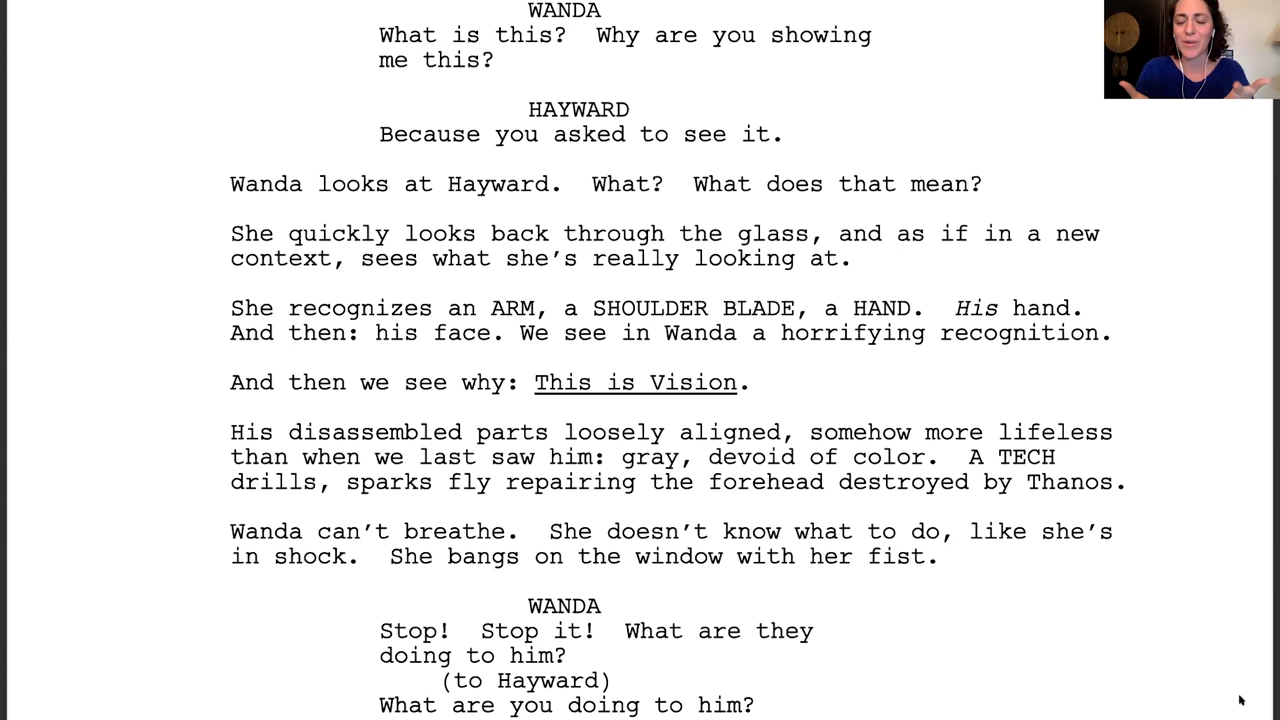 WANDA
What is this?  Why are you showing
me this?
HAYWARD
Because you asked to see it.
Wanda looks at Hayward.  What?  What does that mean?
She quickly looks back through the glass, and as if in a new
context, sees what she’s really looking at.
She recognizes an ARM, a SHOULDER BLADE, a HAND.  His hand.
And then: his face. We see in Wanda a horrifying recognition.
And then we see why: This is Vision.
His disassembled parts loosely aligned, somehow more lifeless
than when we last saw him: gray, devoid of color.  A TECH
drills, sparks fly repairing the forehead destroyed by Thanos.
Wanda can’t breathe.  She doesn’t know what to do, like she’s
in shock.  She bangs on the window with her fist.
WANDA
Stop!  Stop it!  What are they
doing to him?
(to Hayward)
What are you doing to him?